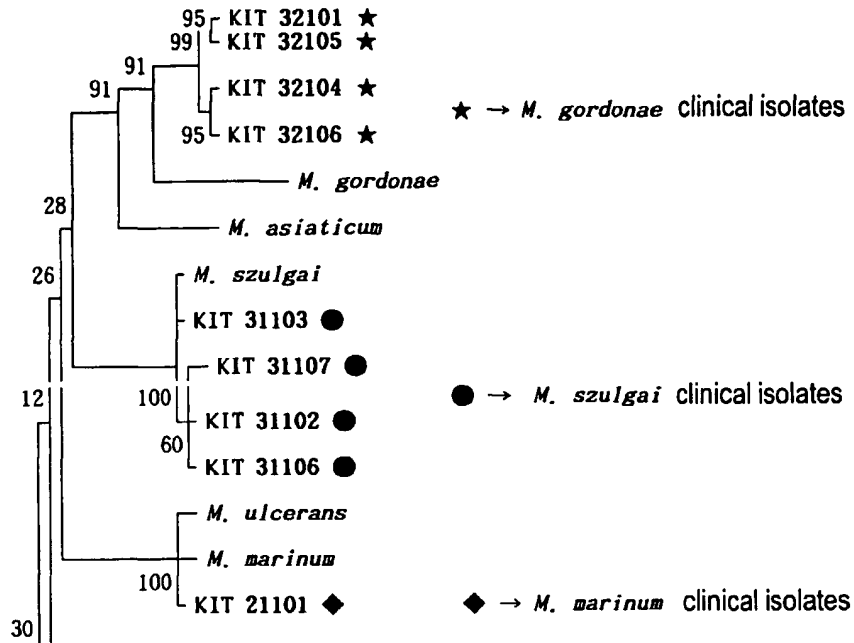 95 KIT 32101 ★
99 KIT 32105 ★
91
91 KIT 32104 ★
★ → M. gordonae clinical isolates
95 KIT 32106 ★
M. gordonae
28
M. asiaticum
26 M. szulgai
KIT 31103 ●
KIT 31107 ●
12 100 ● → M. szulgai clinical isolates
KIT 31102 ●
60
KIT 31106 ●
M. ulcerans
M. marinum
100
KIT 21101 ◆ ◆ → M. marinum clinical isolates
30